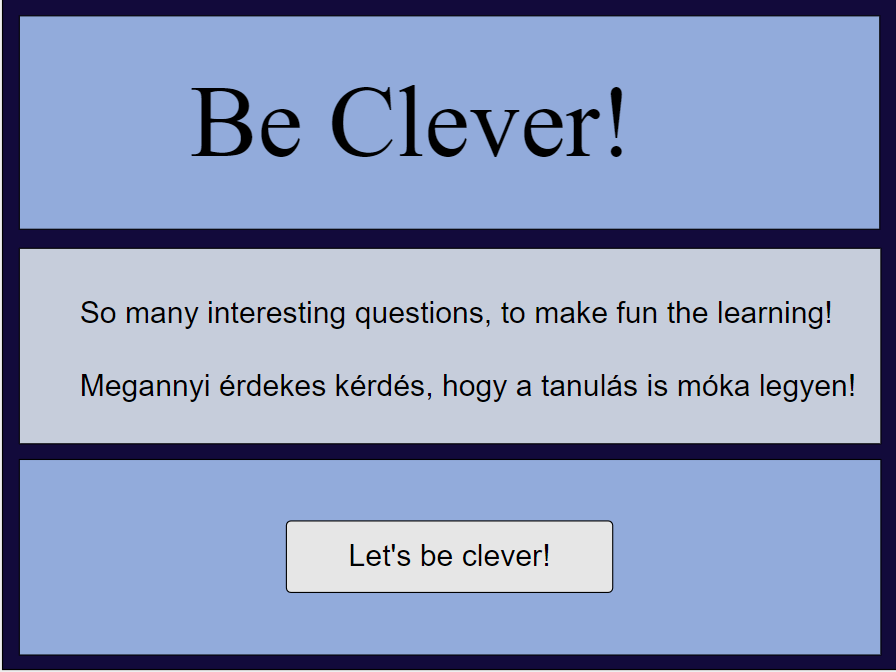 Be Clever!
So many interesting questions, to make fun the learning!
Megannyi érdekes kérdés, hogy a tanulás is móka legyen!
Let's be clever!